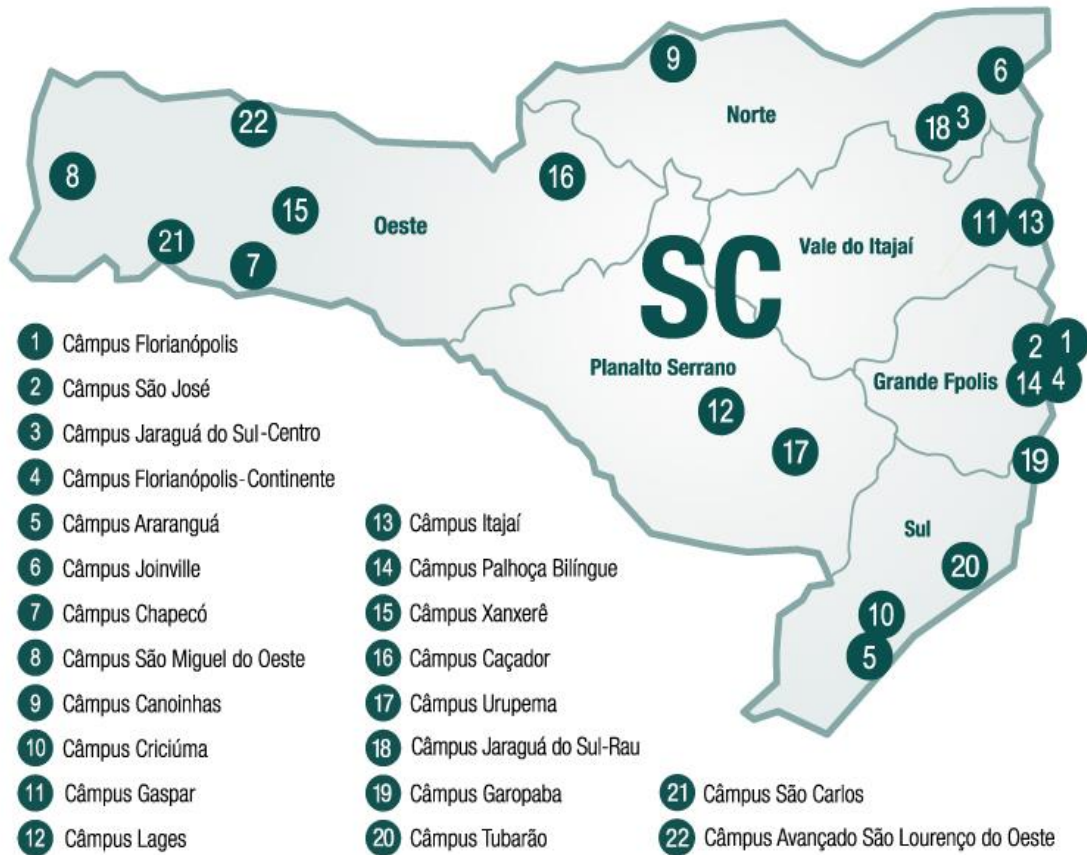 9
6
22
Norte
18
3
8
16
15
Oeste
11
13
21
7
SC
Vale do Itajaí
Planalto Serrano
Grande Fpolis
2
1
14
4
12
17
19
Sul
20
10
5
1 Câmpus Florianópolis
2 Câmpus São José
3 Câmpus Jaraguá do Sul-Centro
4 Câmpus Florianópolis-Continente
5 Câmpus Araranguá
6 Câmpus Joinville
7 Câmpus Chapecó
8 Câmpus São Miguel do Oeste
9 Câmpus Canoinhas
10 Câmpus Criciúma
11 Câmpus Gaspar
12 Câmpus Lages
13 Câmpus Itajaí
14 Câmpus Palhoça Bilíngue
15 Câmpus Xanxerê
16 Câmpus Caçador
17 Câmpus Urupema
18 Câmpus Jaraguá do Sul-Rau
19 Câmpus Garopaba
20 Câmpus Tubarão
21 Câmpus São Carlos
22 Câmpus Avançado São Lourenço do Oeste